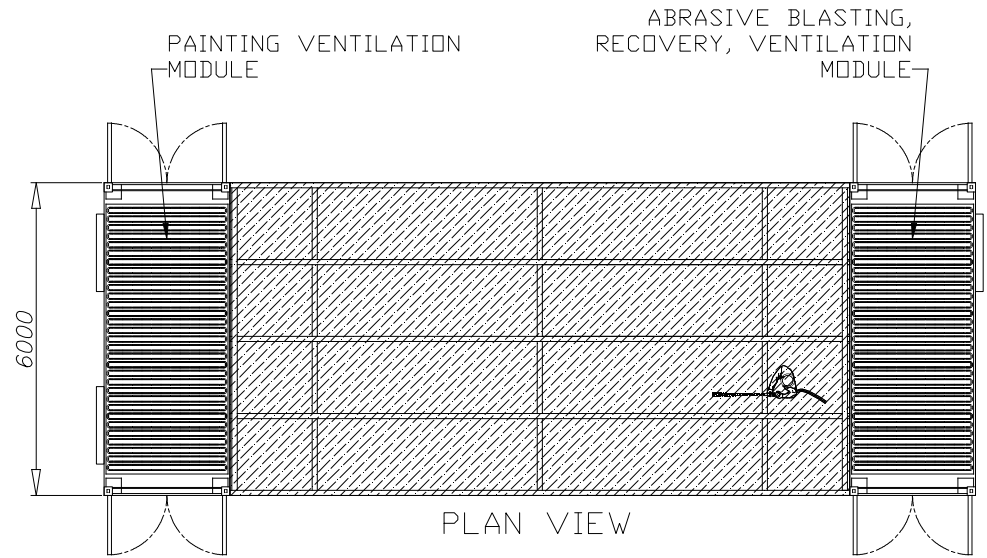 ABRASIVE BLASTING,
RECOVERY, VENTILATION
MODULE
PAINTING VENTILATION
MODULE
6000
PLAN VIEW